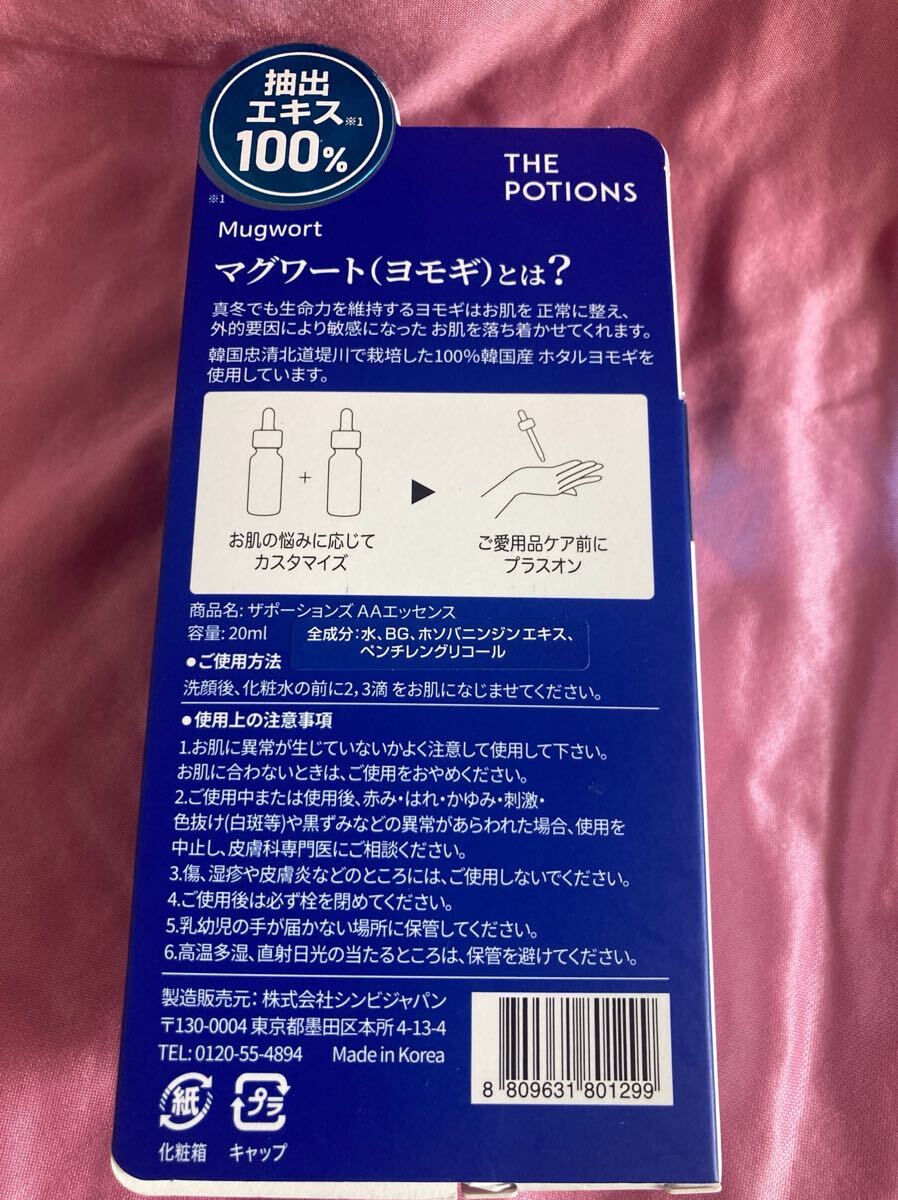 抽出
エキス※1
100%
※1
THE
POTIONS
Mugwort
マグワート(ヨモギ)とは?
真冬でも生命力を維持するヨモギはお肌を 正常に整え、
外的要因により敏感になった お肌を落ち着かせてくれます。
韓国忠清北道堤川で栽培した100%韓国産 ホタルヨモギを
使用しています。
お肌の悩みに応じて
カスタマイズ
ご愛用品ケア前に
プラスオン
商品名: ザポーションズ AAエッセンス
容量: 20ml
全成分:水、BG、ホソバニンジンエキス、
ペンチレングリコール
●ご使用方法
洗顔後、化粧水の前に2,3滴 をお肌になじませてください。
●使用上の注意事項
1.お肌に異常が生じていないかよく注意して使用して下さい。
お肌に合わないときは、ご使用をおやめください。
2.ご使用中または使用後、赤み・はれ・かゆみ・刺激・
色抜け(白斑等)や黒ずみなどの異常があらわれた場合、使用を
中止し、皮膚科専門医にご相談ください。
3.傷、湿疹や皮膚炎などのところには、ご使用しないでください。
4.ご使用後は必ず栓を閉めてください。
5.乳幼児の手が届かない場所に保管してください。
6.高温多湿、直射日光の当たるところは、保管を避けてください。
製造販売元: 株式会社シンビジャパン
〒130-0004 東京都墨田区本所 4-13-4
TEL: 0120-55-4894 Made in Korea
8 809631 801299
紙
プラ
化粧箱
キャップ